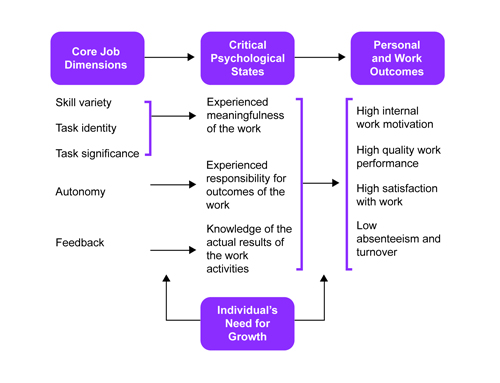 Core Job
Dimensions
Critical
Psychological
States
Personal
and Work
Outcomes
Skill variety
Task identity
Task significance
Autonomy
Feedback
Experienced
meaningfulness
of the work
Experienced
responsibility for
outcomes of the
work
Knowledge of the
actual results of
the work
activities
High internal
work motivation
High quality work
performance
High satisfaction
with work
Low
absenteeism and
turnover
Individual's
Need for
Growth